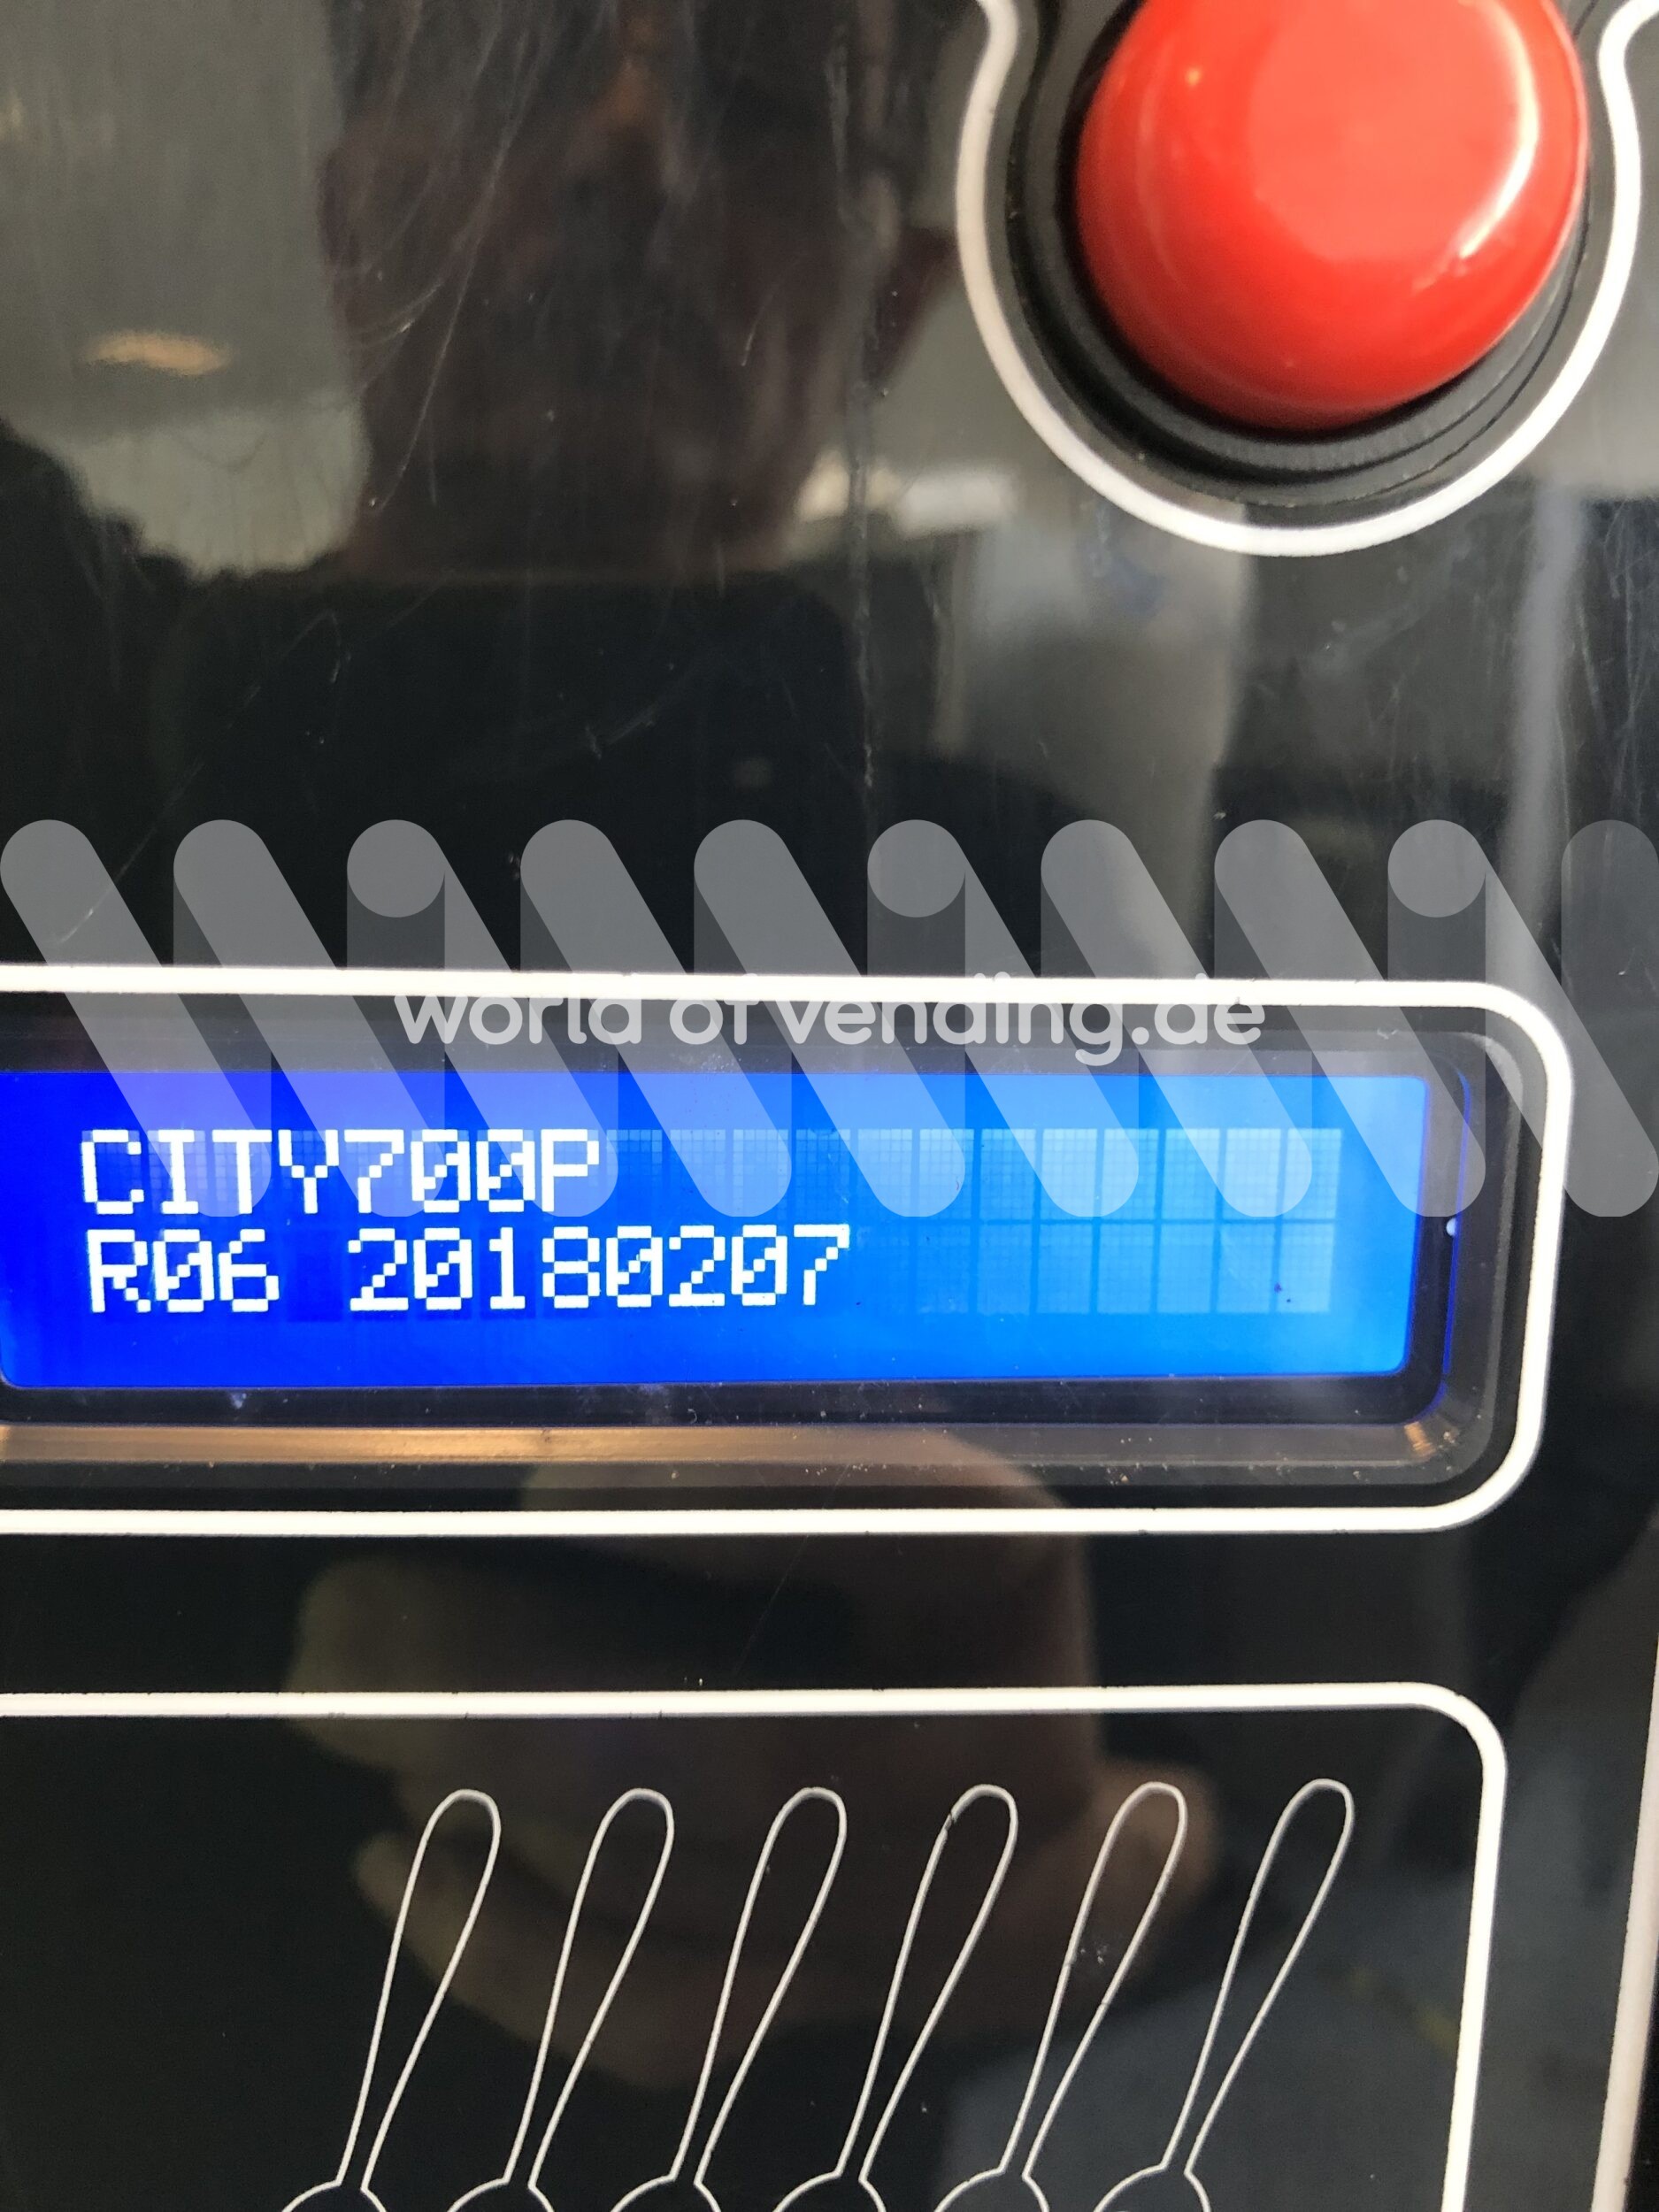 world of vending.de
CITY700P
R06 20180207